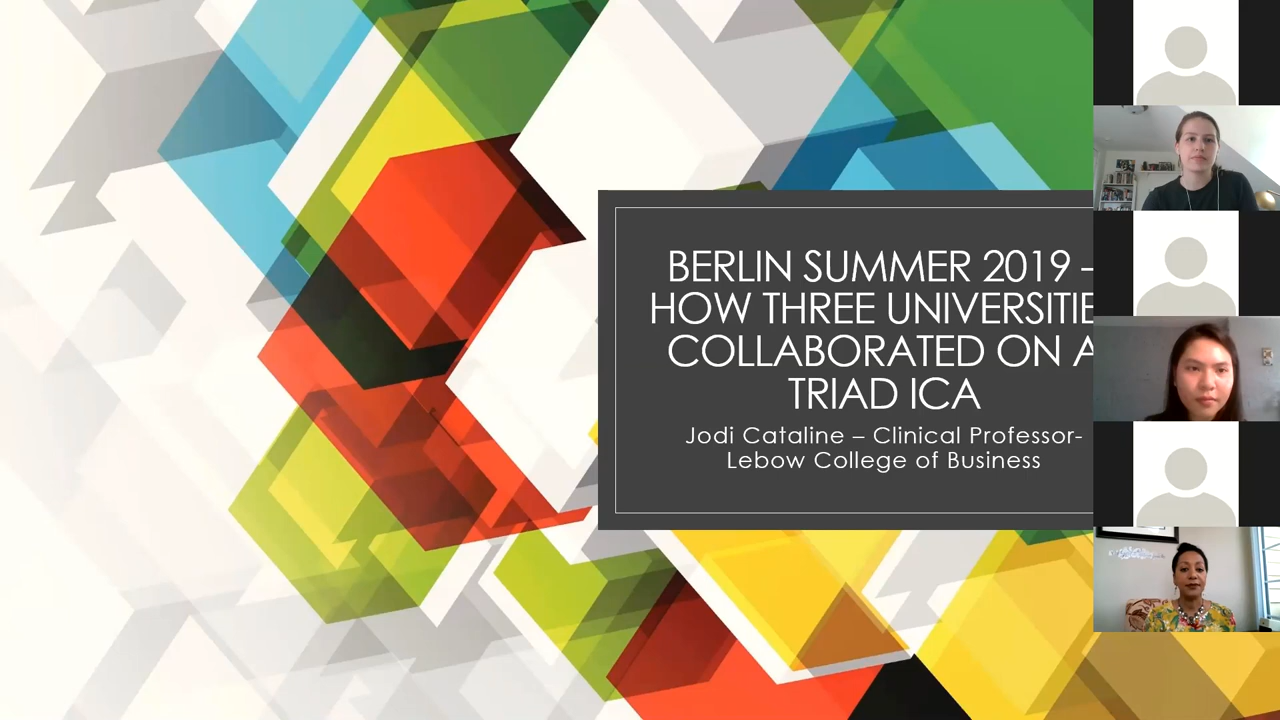 BERLIN SUMMER 2019 –
HOW THREE UNIVERSITIE
COLLABORATED ON A
TRIAD ICA
Jodi Cataline – Clinical Professor-
Lebow College of Business